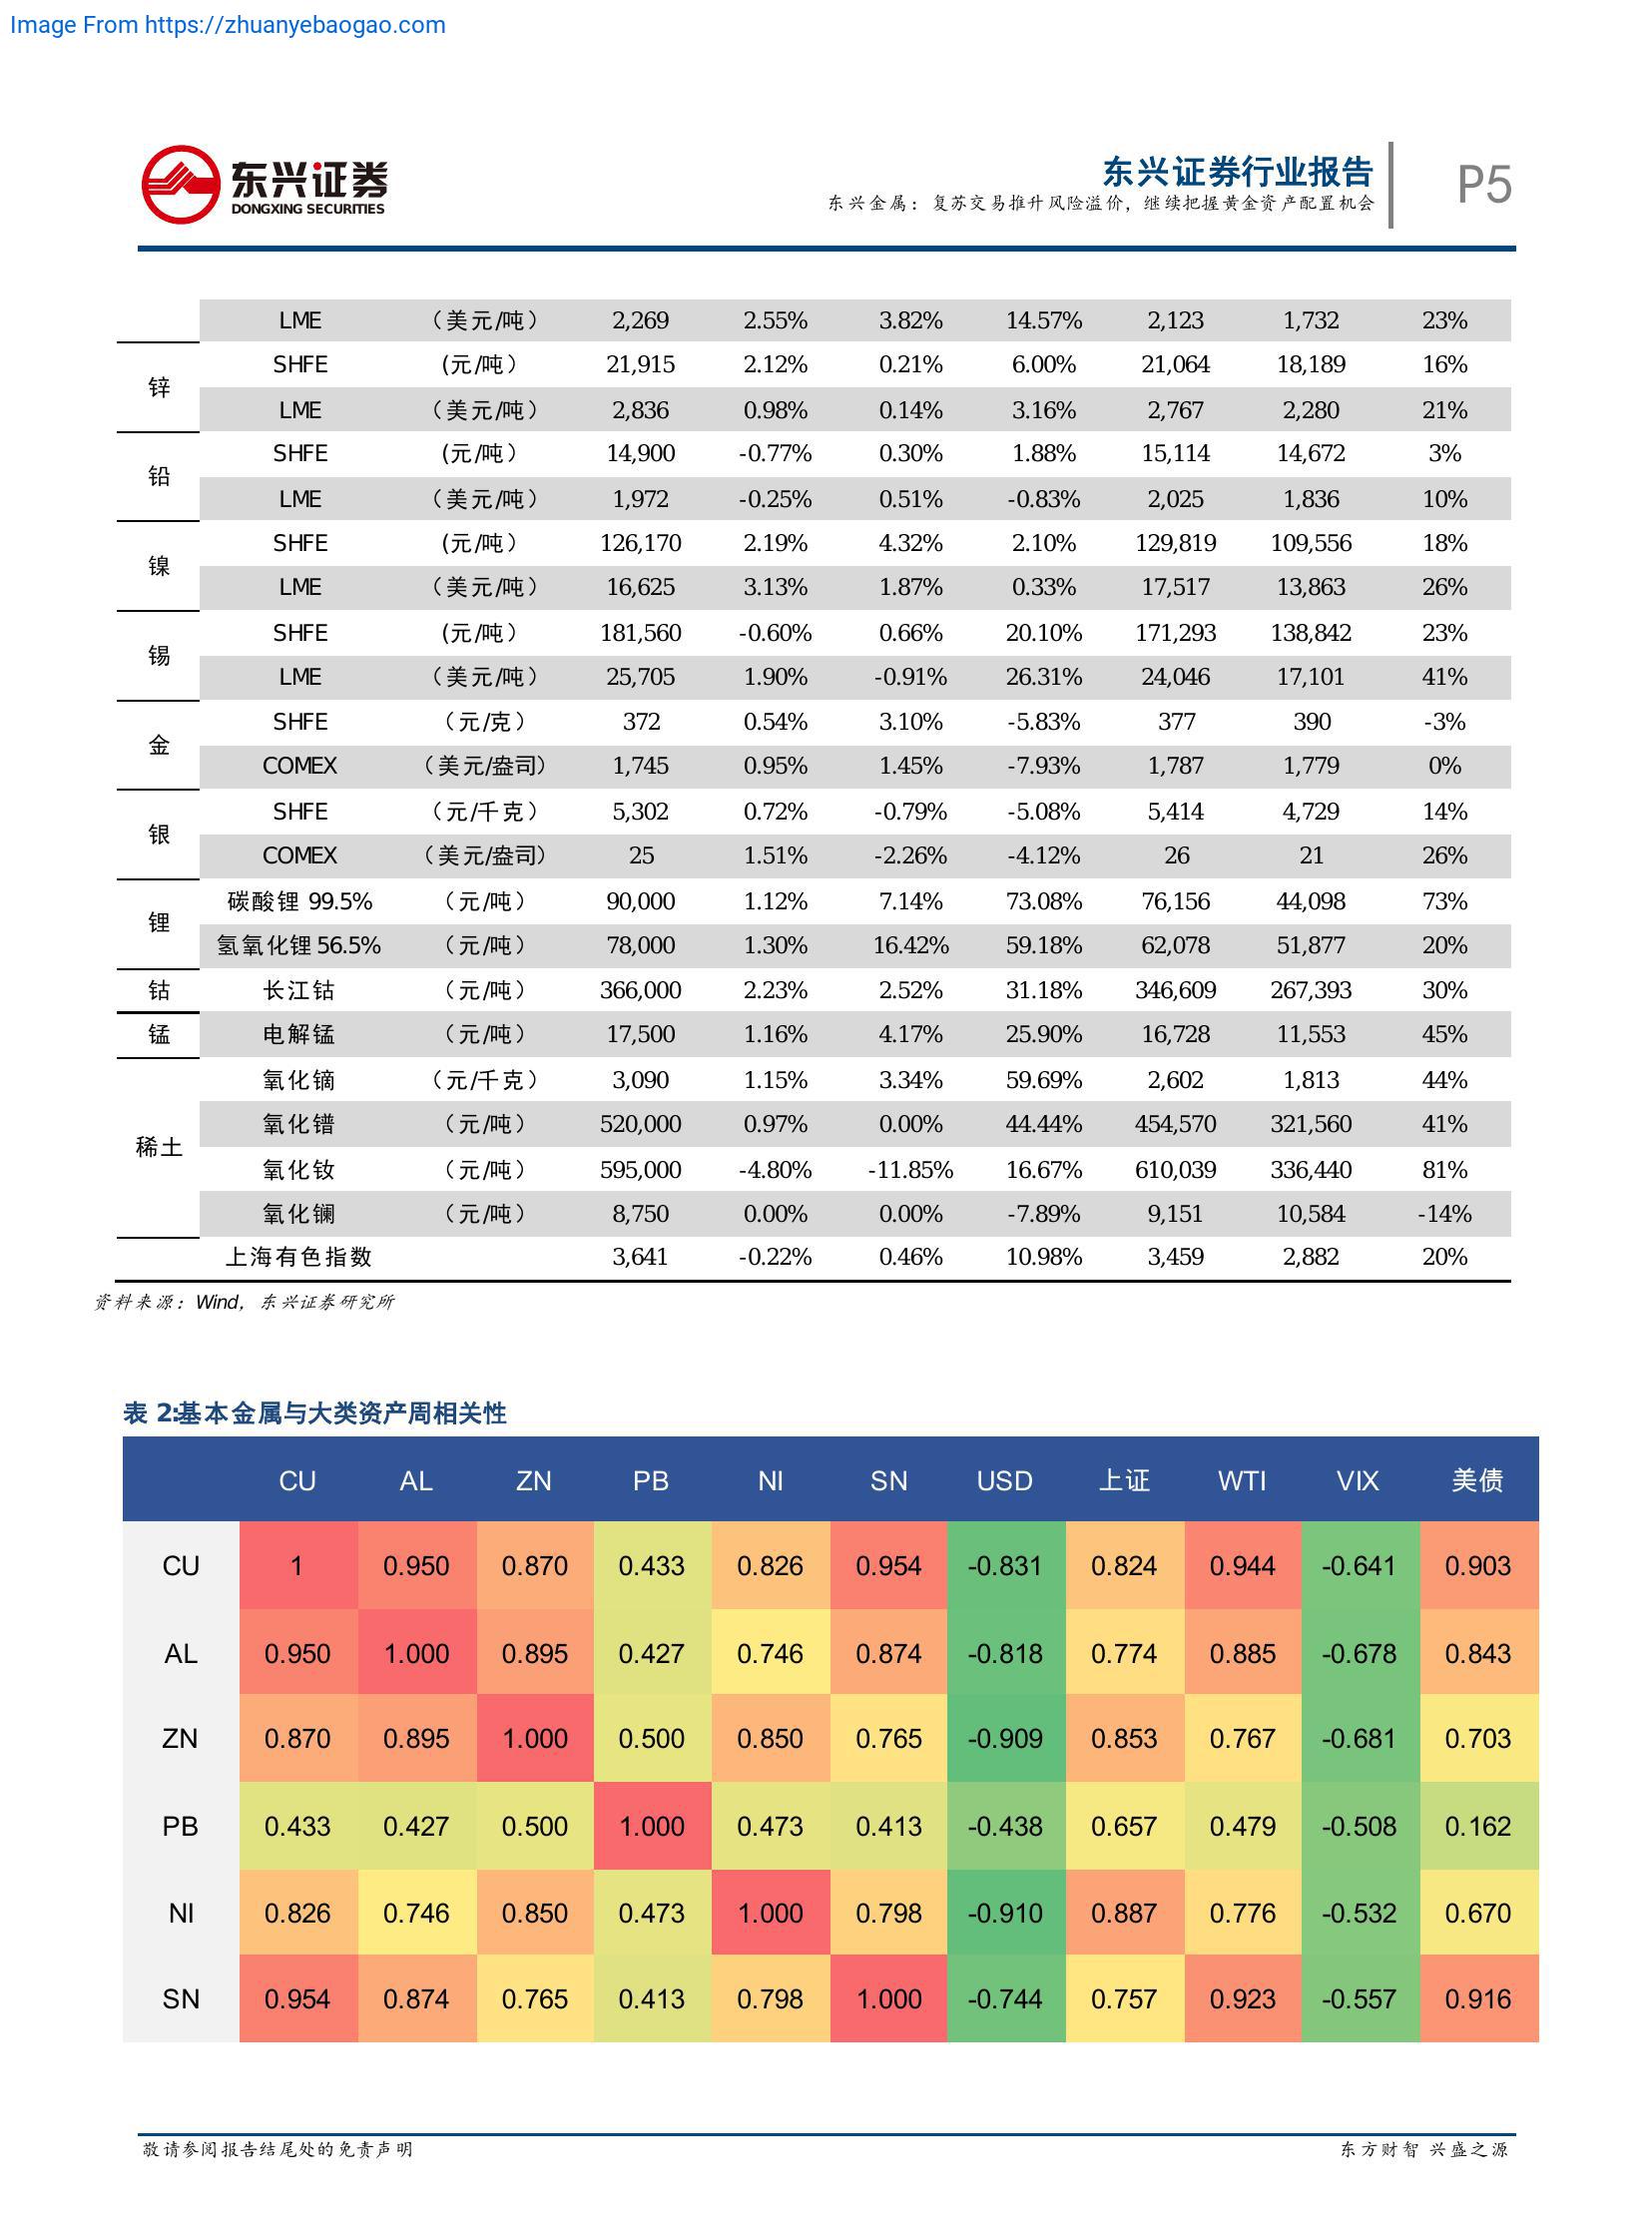 Image From https://zhuanyebaogao.com
东兴证券
DONGXING SECURITIES
东兴证券行业报告
东兴金属：复苏交易推升风险溢价，继续把握黄金资产配置机会
P5
LME （美元/吨） 2,269 2.55% 3.82% 14.57% 2,123 1,732 23%
锌 SHFE (元/吨） 21,915 2.12% 0.21% 6.00% 21,064 18,189 16%
LME （美元/吨） 2,836 0.98% 0.14% 3.16% 2,767 2,280 21%
铅 SHFE (元/吨） 14,900 -0.77% 0.30% 1.88% 15,114 14,672 3%
LME （美元/吨） 1,972 -0.25% 0.51% -0.83% 2,025 1,836 10%
镍 SHFE (元/吨） 126,170 2.19% 4.32% 2.10% 129,819 109,556 18%
LME （美元/吨） 16,625 3.13% 1.87% 0.33% 17,517 13,863 26%
锡 SHFE (元/吨） 181,560 -0.60% 0.66% 20.10% 171,293 138,842 23%
LME （美元/吨） 25,705 1.90% -0.91% 26.31% 24,046 17,101 41%
金 SHFE （元/克） 372 0.54% 3.10% -5.83% 377 390 -3%
COMEX （美元/盎司） 1,745 0.95% 1.45% -7.93% 1,787 1,779 0%
银 SHFE （元/千克） 5,302 0.72% -0.79% -5.08% 5,414 4,729 14%
COMEX （美元/盎司） 25 1.51% -2.26% -4.12% 26 21 26%
锂 碳酸锂 99.5% （元/吨） 90,000 1.12% 7.14% 73.08% 76,156 44,098 73%
氢氧化锂 56.5% （元/吨） 78,000 1.30% 16.42% 59.18% 62,078 51,877 20%
钴 长江钴 （元/吨） 366,000 2.23% 2.52% 31.18% 346,609 267,393 30%
锰 电解锰 （元/吨） 17,500 1.16% 4.17% 25.90% 16,728 11,553 45%
稀土 氧化镝 （元/千克） 3,090 1.15% 3.34% 59.69% 2,602 1,813 44%
氧化镨 （元/吨） 520,000 0.97% 0.00% 44.44% 454,570 321,560 41%
氧化钕 （元/吨） 595,000 -4.80% -11.85% 16.67% 610,039 336,440 81%
氧化镧 （元/吨） 8,750 0.00% 0.00% -7.89% 9,151 10,584 -14%
上海有色指数 3,641 -0.22% 0.46% 10.98% 3,459 2,882 20%
资料来源：Wind，东兴证券研究所
表 2:基本金属与大类资产周相关性
CU AL ZN PB NI SN USD 上证 WTI VIX 美债
CU 1 0.950 0.870 0.433 0.826 0.954 -0.831 0.824 0.944 -0.641 0.903
AL 0.950 1.000 0.895 0.427 0.746 0.874 -0.818 0.774 0.885 -0.678 0.843
ZN 0.870 0.895 1.000 0.500 0.850 0.765 -0.909 0.853 0.767 -0.681 0.703
PB 0.433 0.427 0.500 1.000 0.473 0.413 -0.438 0.657 0.479 -0.508 0.162
NI 0.826 0.746 0.850 0.473 1.000 0.798 -0.910 0.887 0.776 -0.532 0.670
SN 0.954 0.874 0.765 0.413 0.798 1.000 -0.744 0.757 0.923 -0.557 0.916
敬请参阅报告结尾处的免责声明
东方财智 兴盛之源